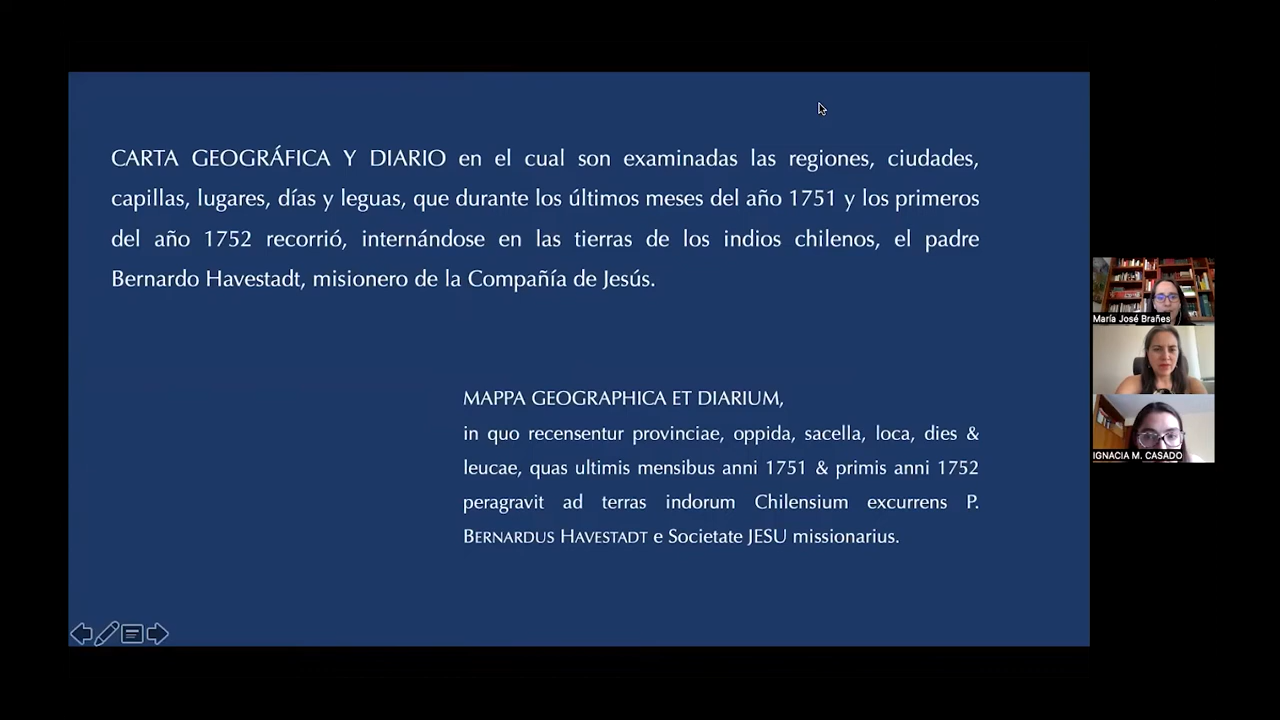 CARTA GEOGRÁFICA Y DIARIO en el cual son examinadas las regiones, ciudades,
capillas, lugares, días y leguas, que durante los últimos meses del año 1751 y los primeros
del año 1752 recorrió, internándose en las tierras de los indios chilenos, el padre
Bernardo Havestadt, misionero de la Compañía de Jesús.
MAPPA GEOGRAPHICA ET DIARIUM,
in quo recensentur provinciae, oppida, sacella, loca, dies &
leucae, quas ultimis mensibus anni 1751 & primis anni 1752
peragravit ad terras indorum Chilensium excurrens P.
BERNARDUS HAVESTADT e Societate JESU missionarius.
María José Brañes
IGNACIA M. CASADO